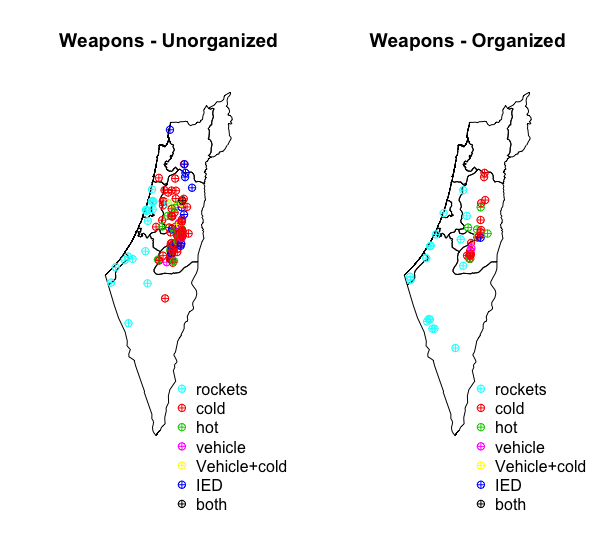 Weapons - Unorganized
rockets
cold
hot
vehicle
Vehicle+cold
IED
both
Weapons - Organized
rockets
cold
hot
vehicle
Vehicle+cold
IED
both